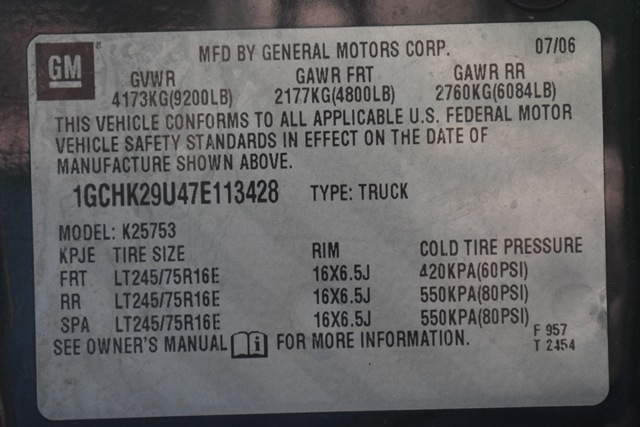 GM
MFD BY GENERAL MOTORS CORP. 07/06
GVWR GAWR FRT GAWR RR
4173KG(9200LB) 2177KG(4800LB) 2760KG(6084LB)
THIS VEHICLE CONFORMS TO ALL APPLICABLE U.S. FEDERAL MOTOR
VEHICLE SAFETY STANDARDS IN EFFECT ON THE DATE OF
MANUFACTURE SHOWN ABOVE.
1GCHK29U47E113428 TYPE: TRUCK
MODEL: K25753
KPJE TIRE SIZE RIM COLD TIRE PRESSURE
FRT LT245/75R16E 16X6.5J 420KPA(60PSI)
RR LT245/75R16E 16X6.5J 550KPA(80PSI)
SPA LT245/75R16E 16X6.5J 550KPA(80PSI)
SEE OWNER'S MANUAL i FOR MORE INFORMATION.
F 957
T 2454